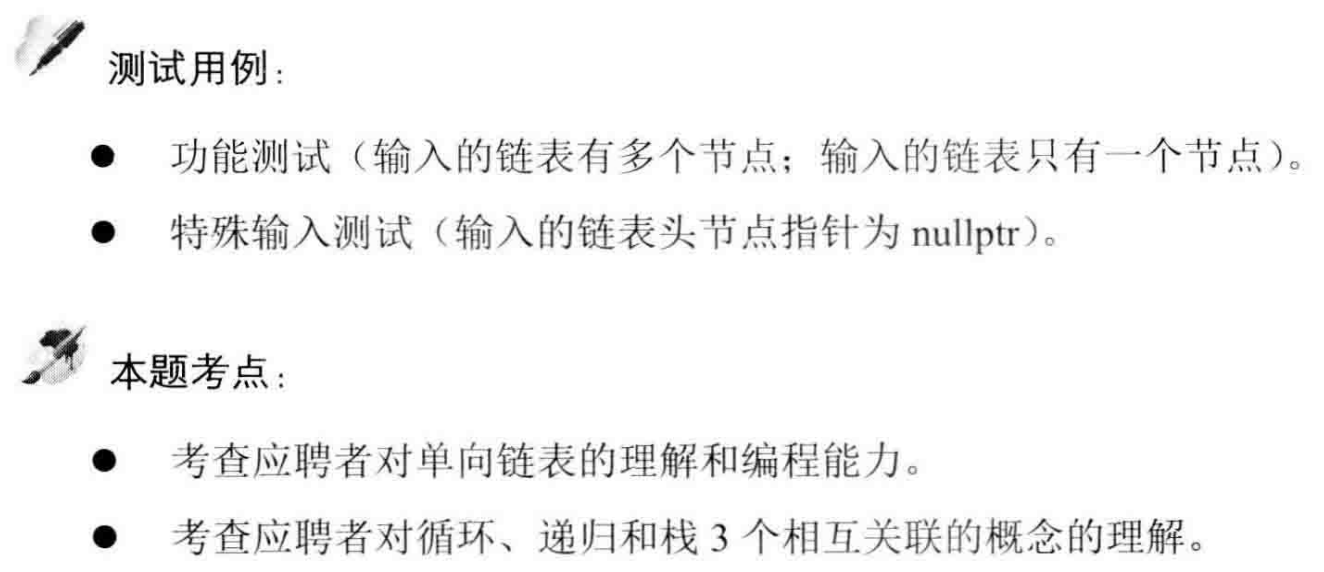 测试用例：
● 功能测试（输入的链表有多个节点；输入的链表只有一个节点）。
● 特殊输入测试（输入的链表头节点指针为 nullptr）。
本题考点：
● 考查应聘者对单向链表的理解和编程能力。
● 考查应聘者对循环、递归和栈 3 个相互关联的概念的理解。